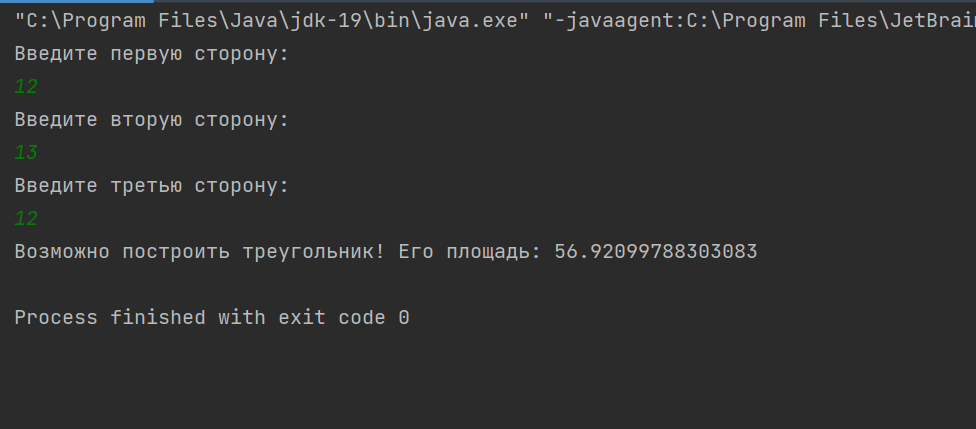 "C:\Program Files\Java\jdk-19\bin\java.exe" "-javaagent:C:\Program Files\JetBrain
Введите первую сторону:
12
Введите вторую сторону:
13
Введите третью сторону:
12
Возможно построить треугольник! Его площадь: 56.92099788303083
Process finished with exit code 0